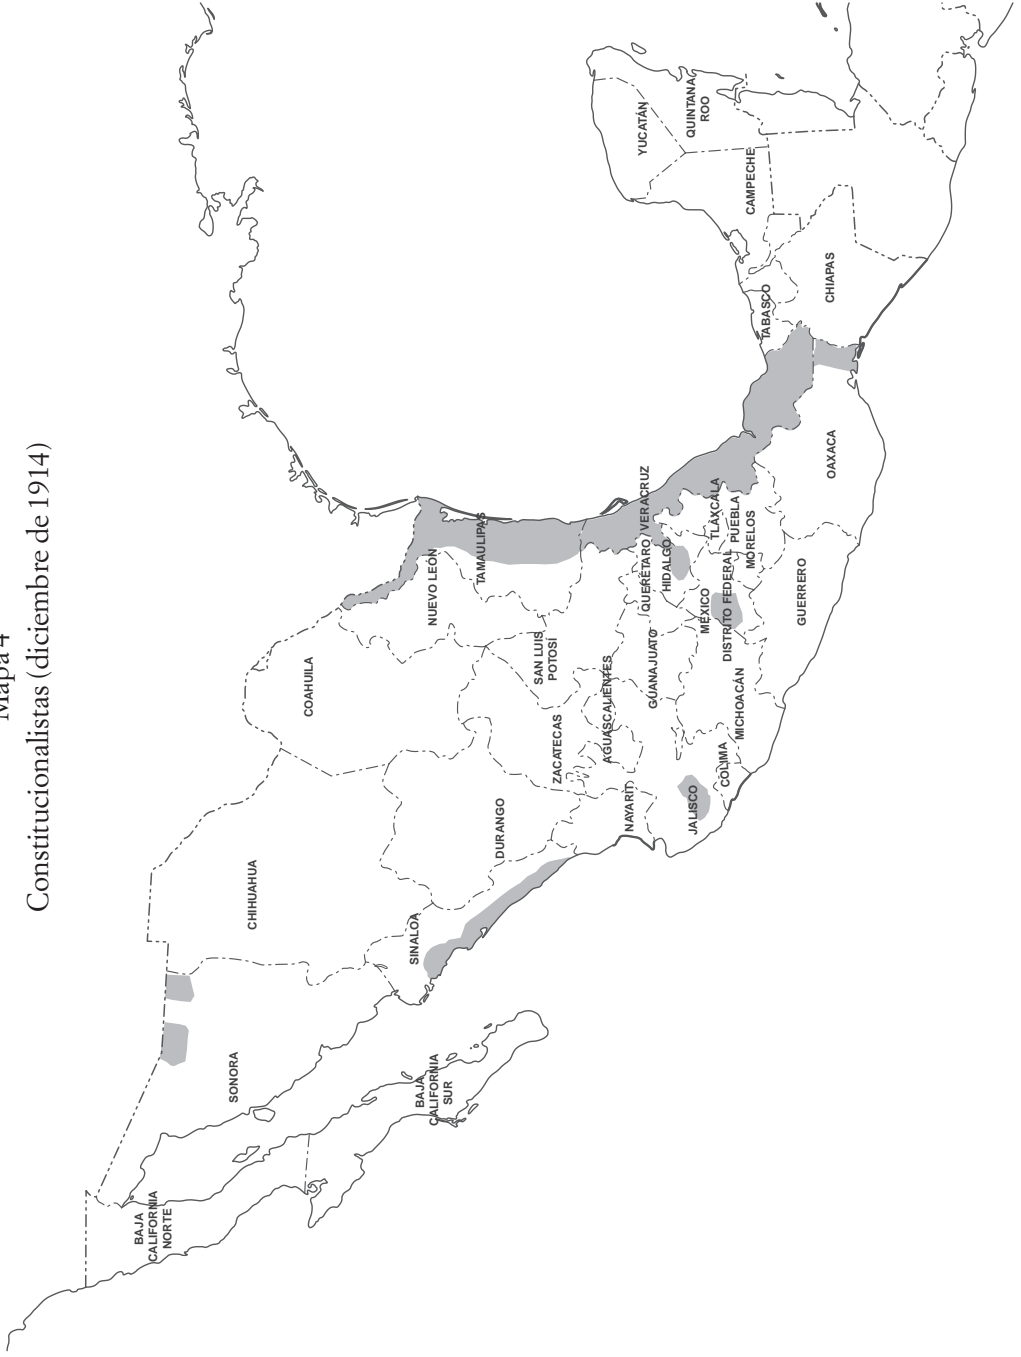 Mapa 4
Constitucionalistas (diciembre de 1914)
BAJA
CALIFORNIA
NORTE
BAJA
CALIFORNIA
SUR
SONORA
CHIHUAHUA
COAHUILA
SINALOA
DURANGO
NUEVO LEÓN
TAMAULIPAS
ZACATECAS
SAN LUIS
POTOSÍ
AGUASCALIENTES
NAYARIT
JALISCO
GUANAJUATO
QUERÉTARO
HIDALGO
VERACRUZ
COLIMA
MICHOACÁN
MÉXICO
DISTRITO FEDERAL
TLAXCALA
PUEBLA
MORELOS
GUERRERO
OAXACA
TABASCO
CHIAPAS
CAMPECHE
YUCATÁN
QUINTANA
ROO